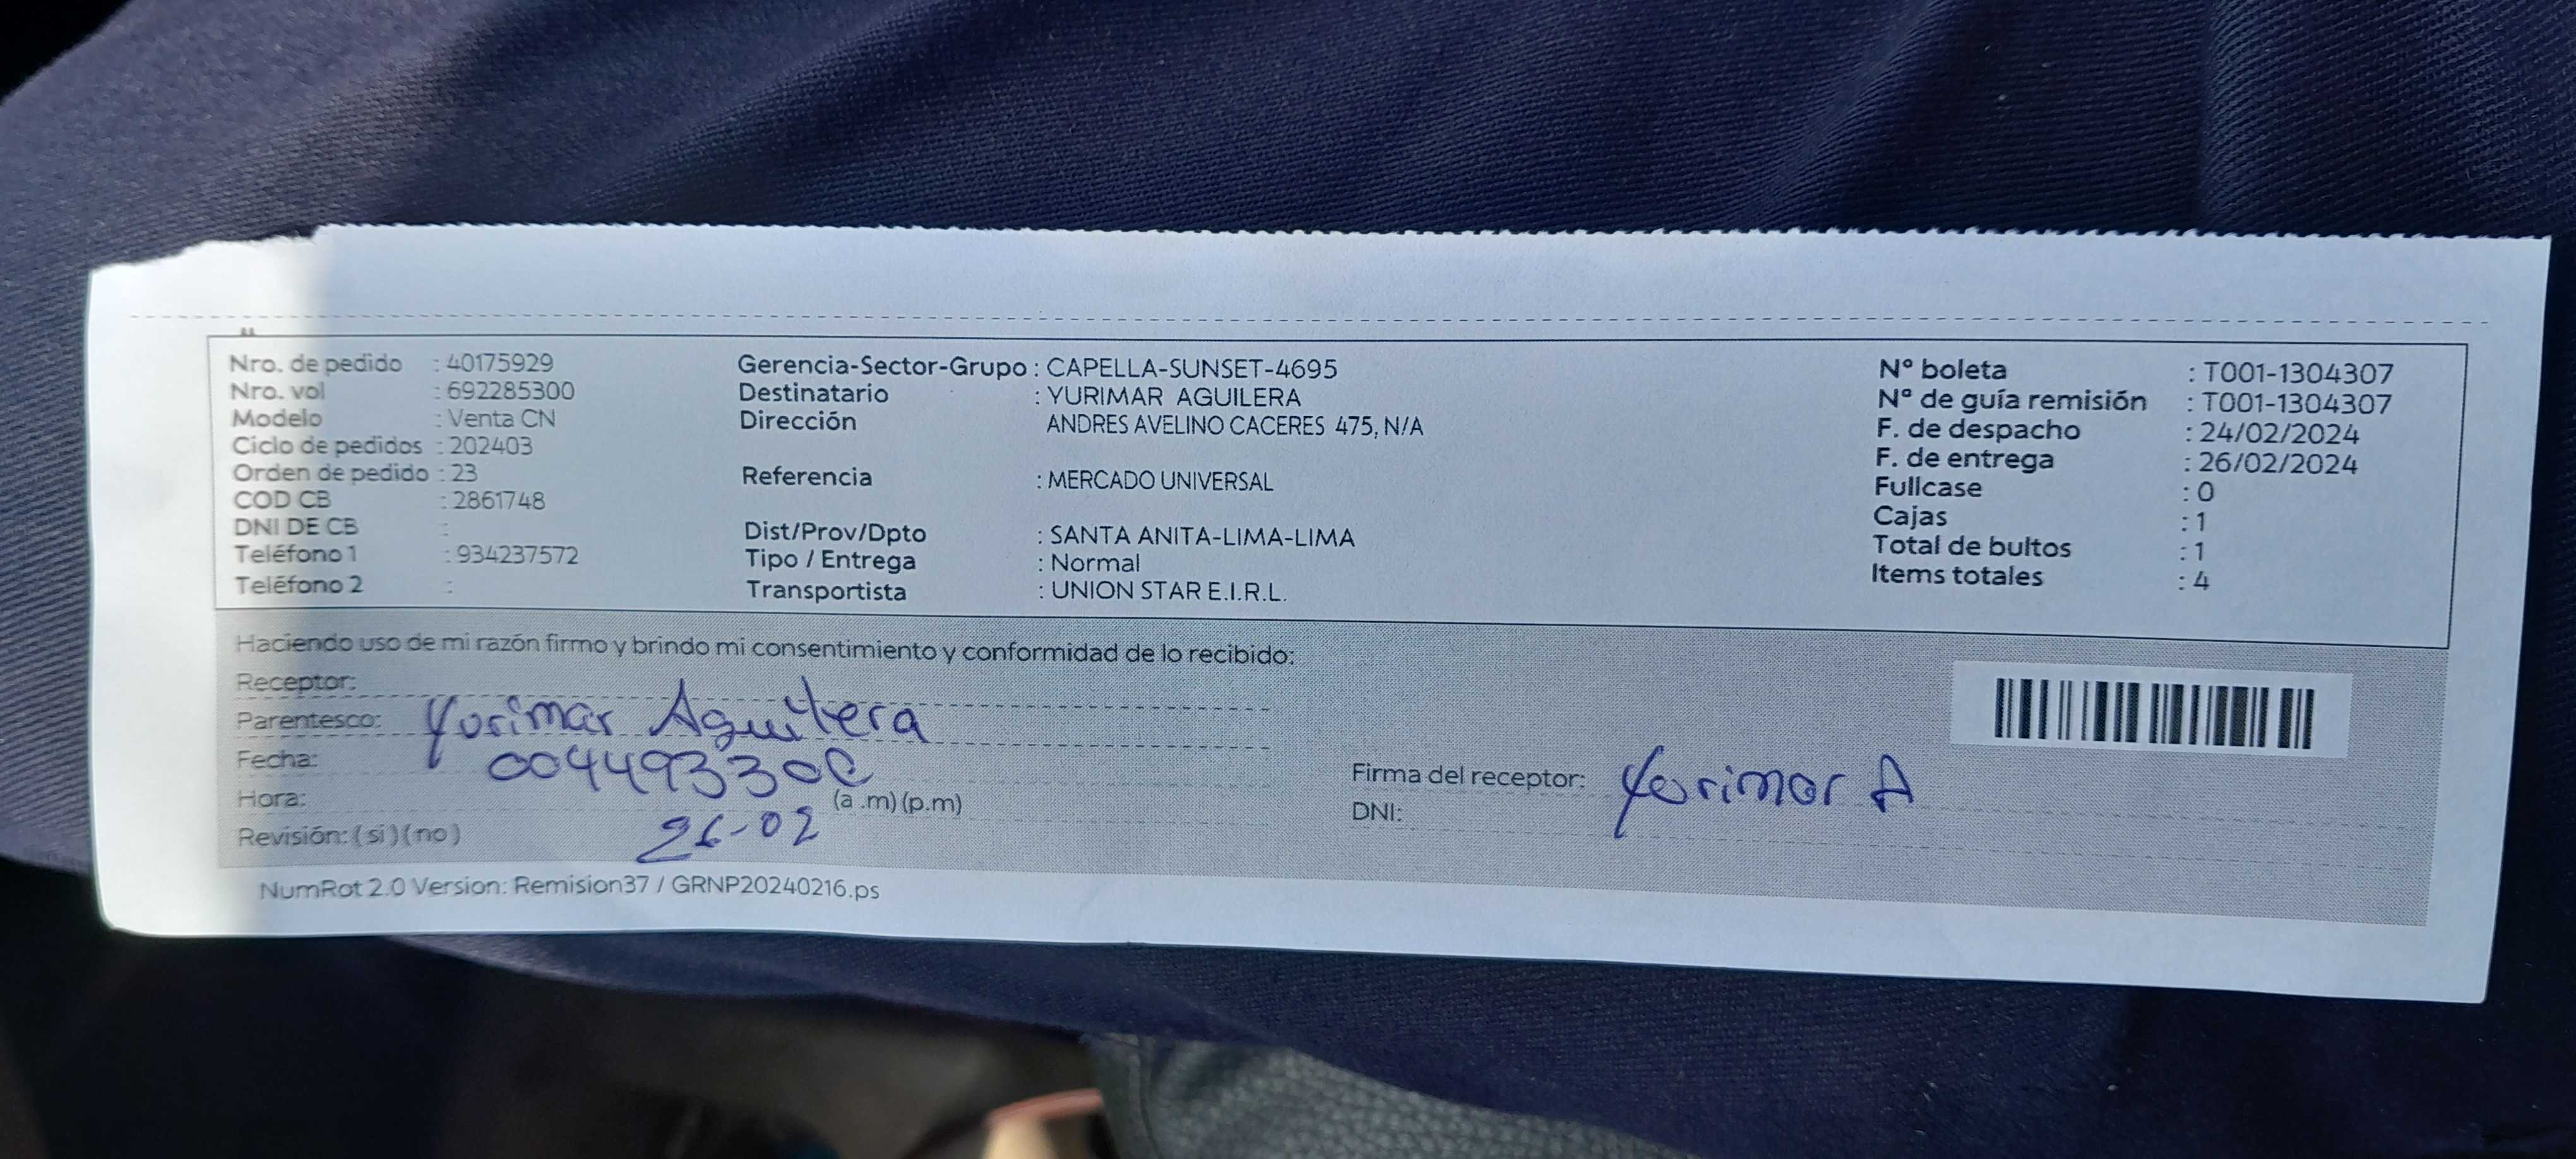 Nro. de pedido : 40175929
Nro. vol : 692285300
Modelo : Venta CN
Ciclo de pedidos : 202403
Orden de pedido : 23
COD CB : 2861748
DNI DE CB :
Teléfono 1 : 934237572
Teléfono 2 :
Gerencia-Sector-Grupo : CAPELLA-SUNSET-4695
Destinatario : YURIMAR AGUILERA
Dirección ANDRES AVELINO CACERES 475, N/A
Referencia : MERCADO UNIVERSAL
Dist/Prov/Dpto : SANTA ANITA-LIMA-LIMA
Tipo / Entrega : Normal
Transportista : UNION STAR E.I.R.L.
Nº boleta : T001-1304307
Nº de guía remisión : T001-1304307
F. de despacho : 24/02/2024
F. de entrega : 26/02/2024
Fullcase : 0
Cajas : 1
Total de bultos : 1
Items totales : 4
Haciendo uso de mi razón firmo y brindo mi consentimiento y conformidad de lo recibido:
Receptor:
Parentesco: Yurimar Aguilera
Fecha:
Hora: (a .m) (p.m)
Revisión: ( si ) ( no ) 26-02
Firma del receptor: Yurimar A
DNI:
NumRot 2.0 Version: Remision37 / GRNP20240216.ps